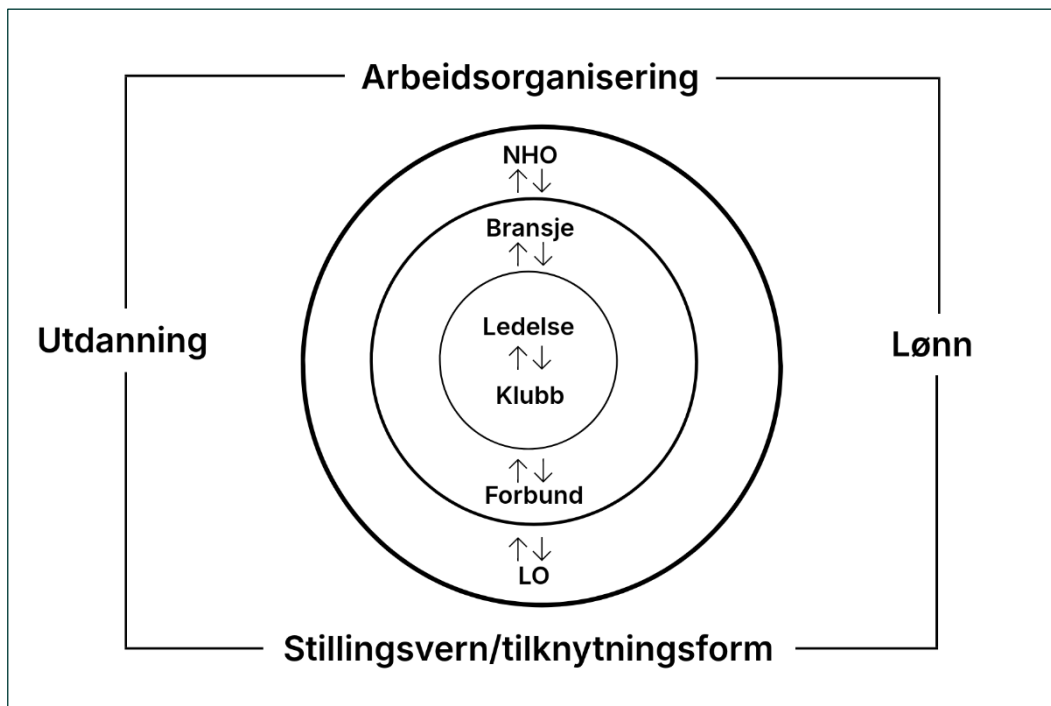 Arbeidsorganisering
NHO
Bransje
Ledelse
Utdanning
Lønn
Klubb
Forbund
LO
Stillingsvern/tilknytningsform